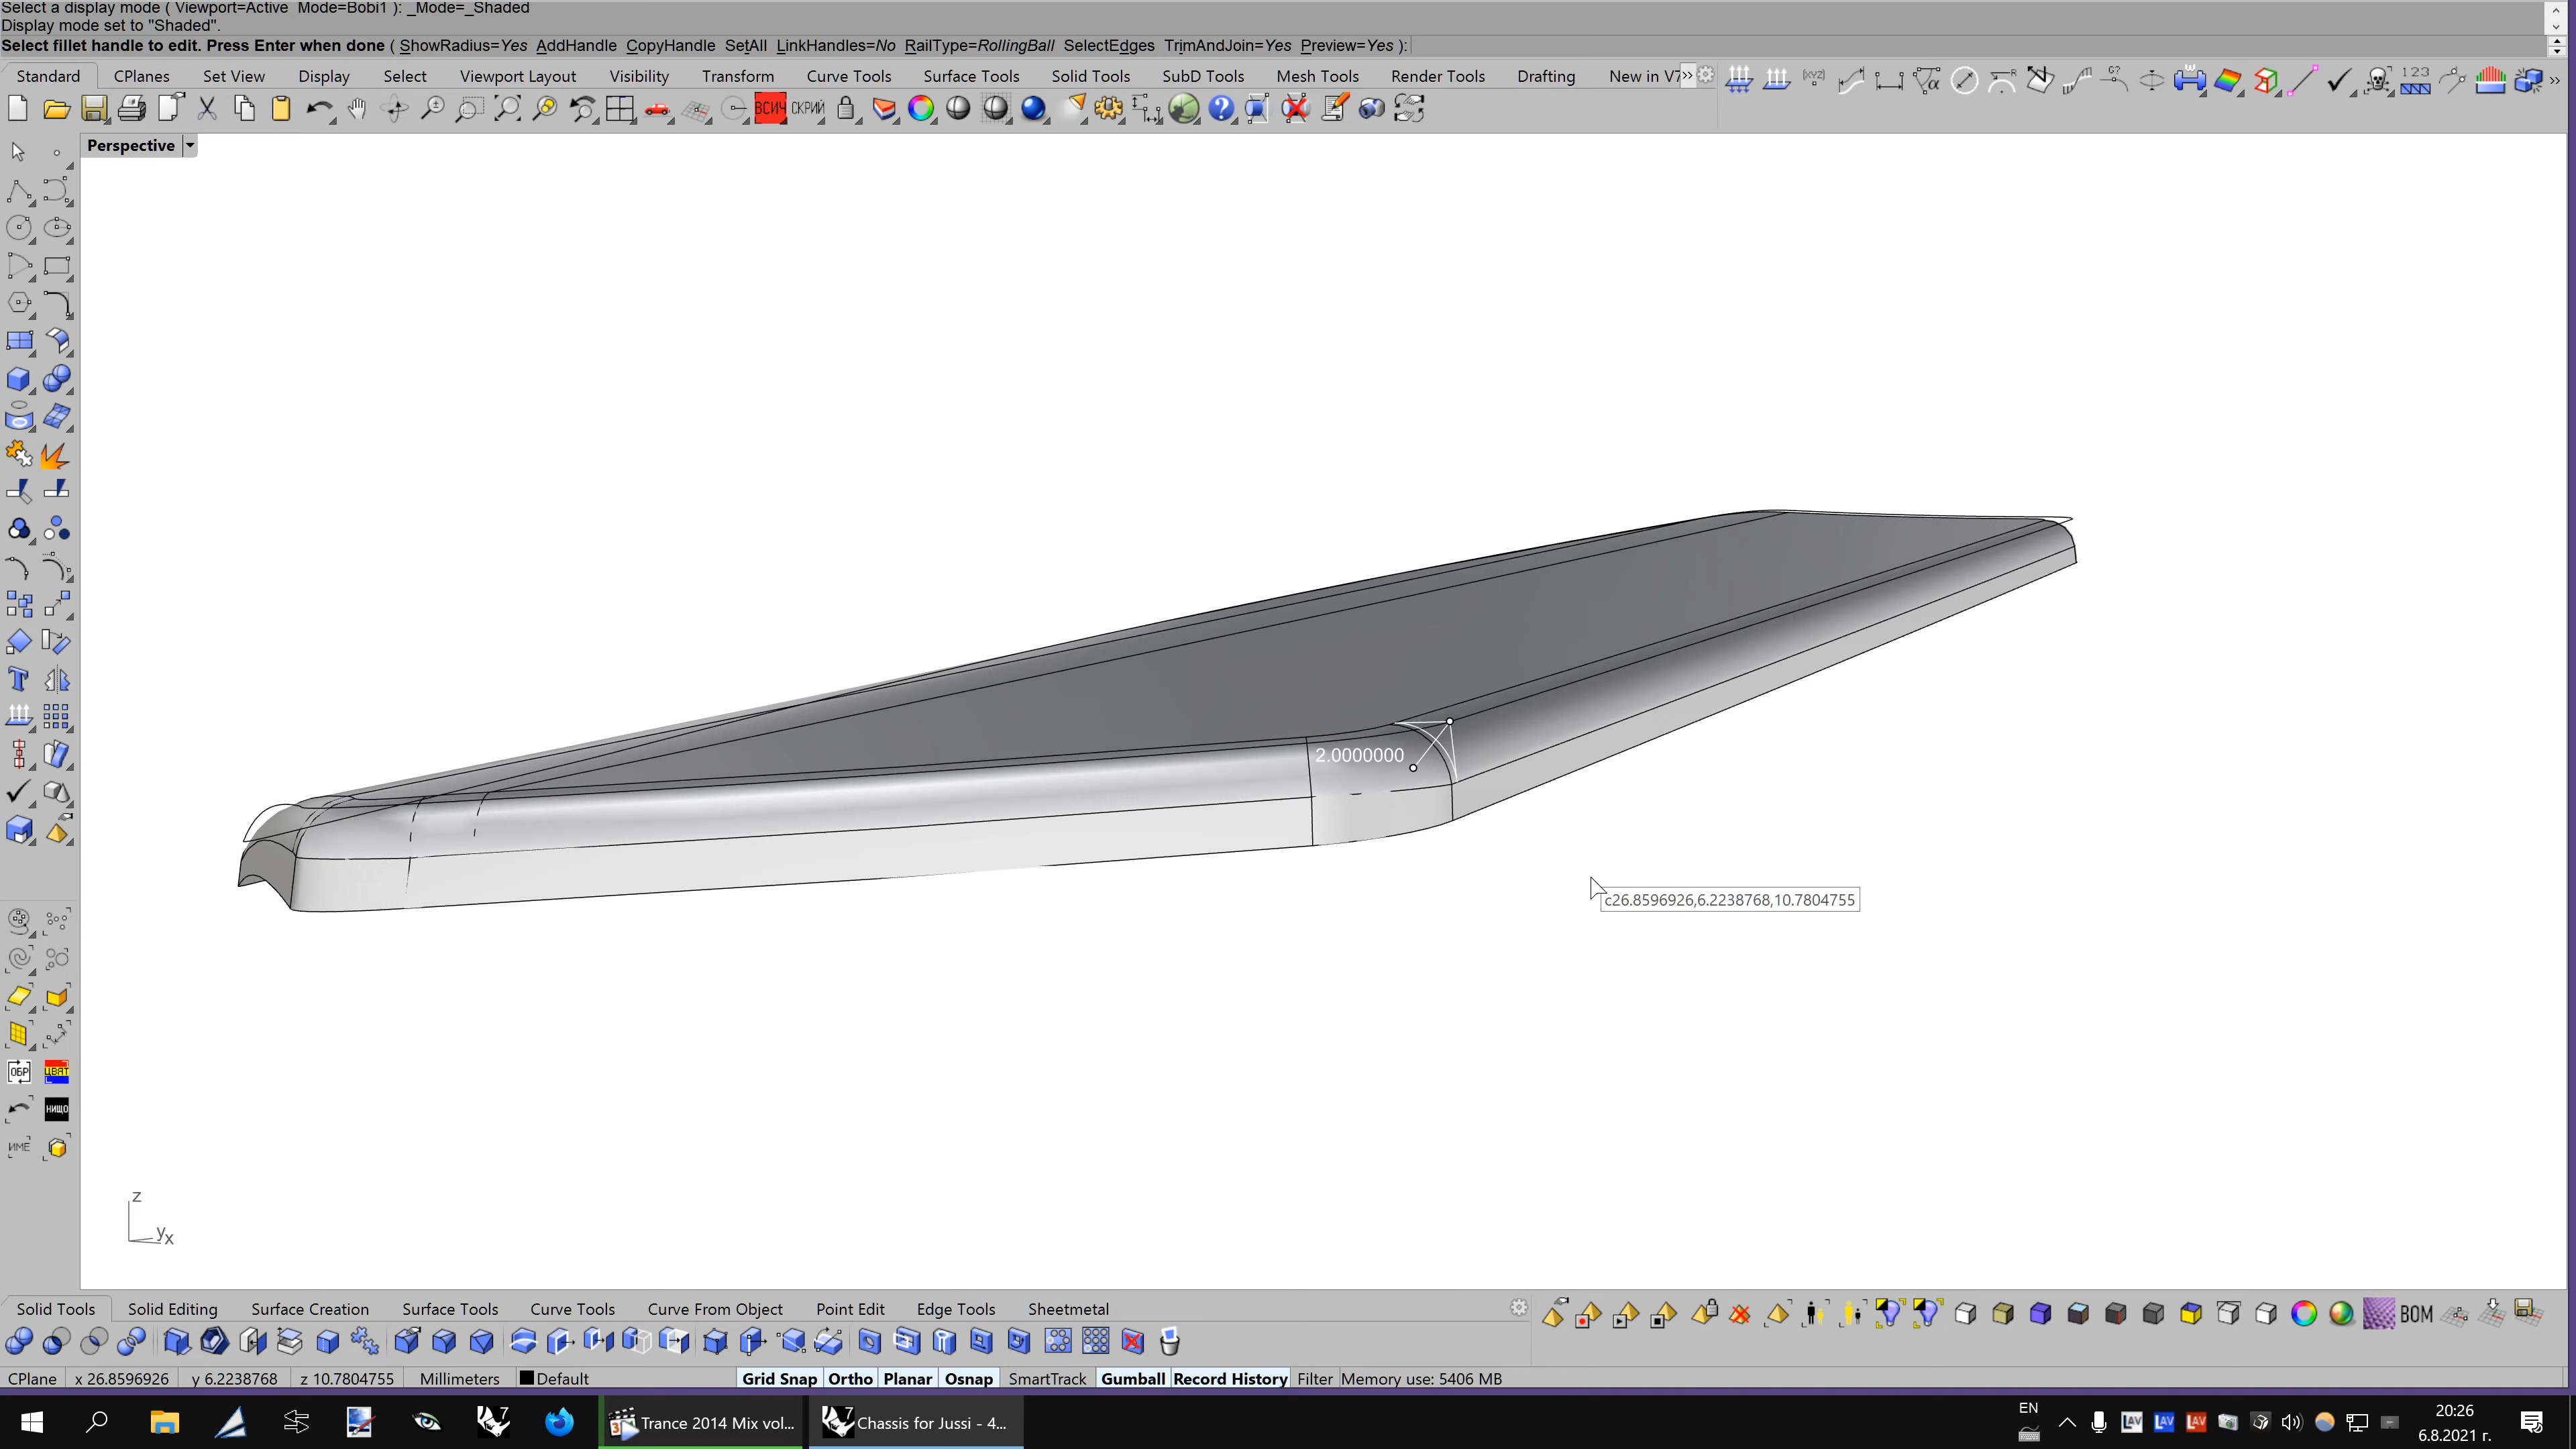 Select a display mode ( Viewport=Active  Mode=Bobi1 ): _Mode=_Shaded
Display mode set to "Shaded".
Select fillet handle to edit. Press Enter when done ( ShowRadius=Yes  AddHandle  CopyHandle  SetAll  LinkHandles=No  RailType=RollingBall  SelectEdges  TrimAndJoin=Yes  Preview=Yes ):
Standard CPlanes Set View Display Select Viewport Layout Visibility Transform Curve Tools Surface Tools Solid Tools SubD Tools Mesh Tools Render Tools Drafting New in V7 »
(XYZ) G? W 123 »
ВСИЧ СКРИЙ
Perspective
2.0000000
c26.8596926,6.2238768,10.7804755
ОБР ЦВЯТ
НИЩО
ИМЕ
z
y x
Solid Tools Solid Editing Surface Creation Surface Tools Curve Tools Curve From Object Point Edit Edge Tools Sheetmetal
BOM
CPlane x 26.8596926 y 6.2238768 z 10.7804755 Millimeters Default Grid Snap Ortho Planar Osnap SmartTrack Gumball Record History Filter Memory use: 5406 MB
7 Trance 2014 Mix vol... 7 Chassis for Jussi - 4... EN LAV LAV LAV 20:26
6.8.2021 г.